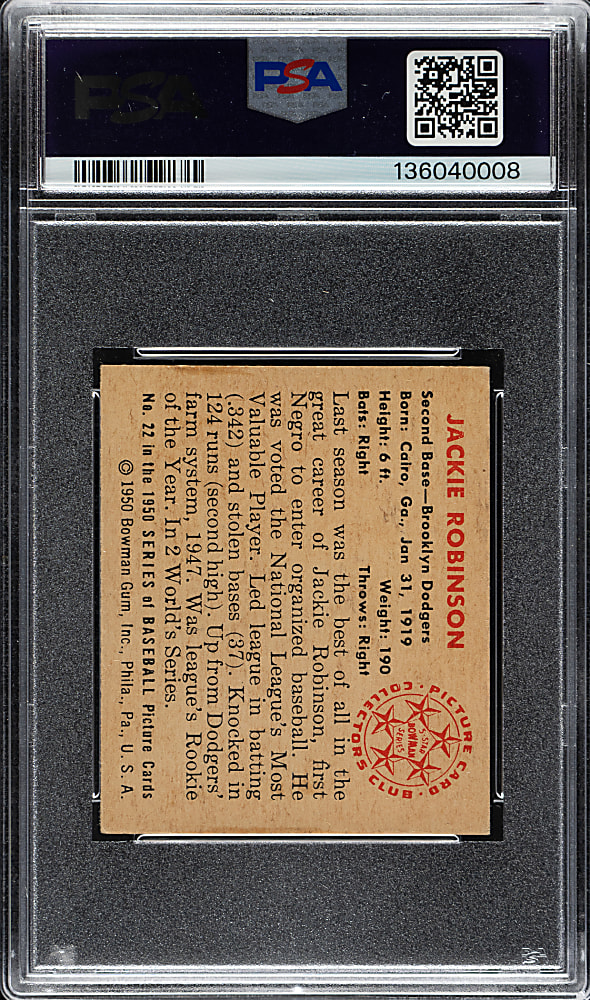 PSA
PSA
136040008
JACKIE ROBINSON
Second Base—Brooklyn Dodgers
Born: Cairo, Ga., Jan 31, 1919
Height: 6 ft. Weight: 190
Bats: Right Throws: Right
PICTURE CARD
COLLECTORS CLUB
5-STAR
BOWMAN
SERIES
Last season was the best of all in the
great career of Jackie Robinson, first
Negro to enter organized baseball. He
was voted the National League's Most
Valuable Player. Led league in batting
(.342) and stolen bases (37). Knocked in
124 runs (second high). Up from Dodgers'
farm system, 1947. Was league's Rookie
of the Year. In 2 World's Series.
No. 22 in the 1950 SERIES of BASEBALL Picture Cards
© 1950 Bowman Gum, Inc., Phila., Pa., U. S. A.